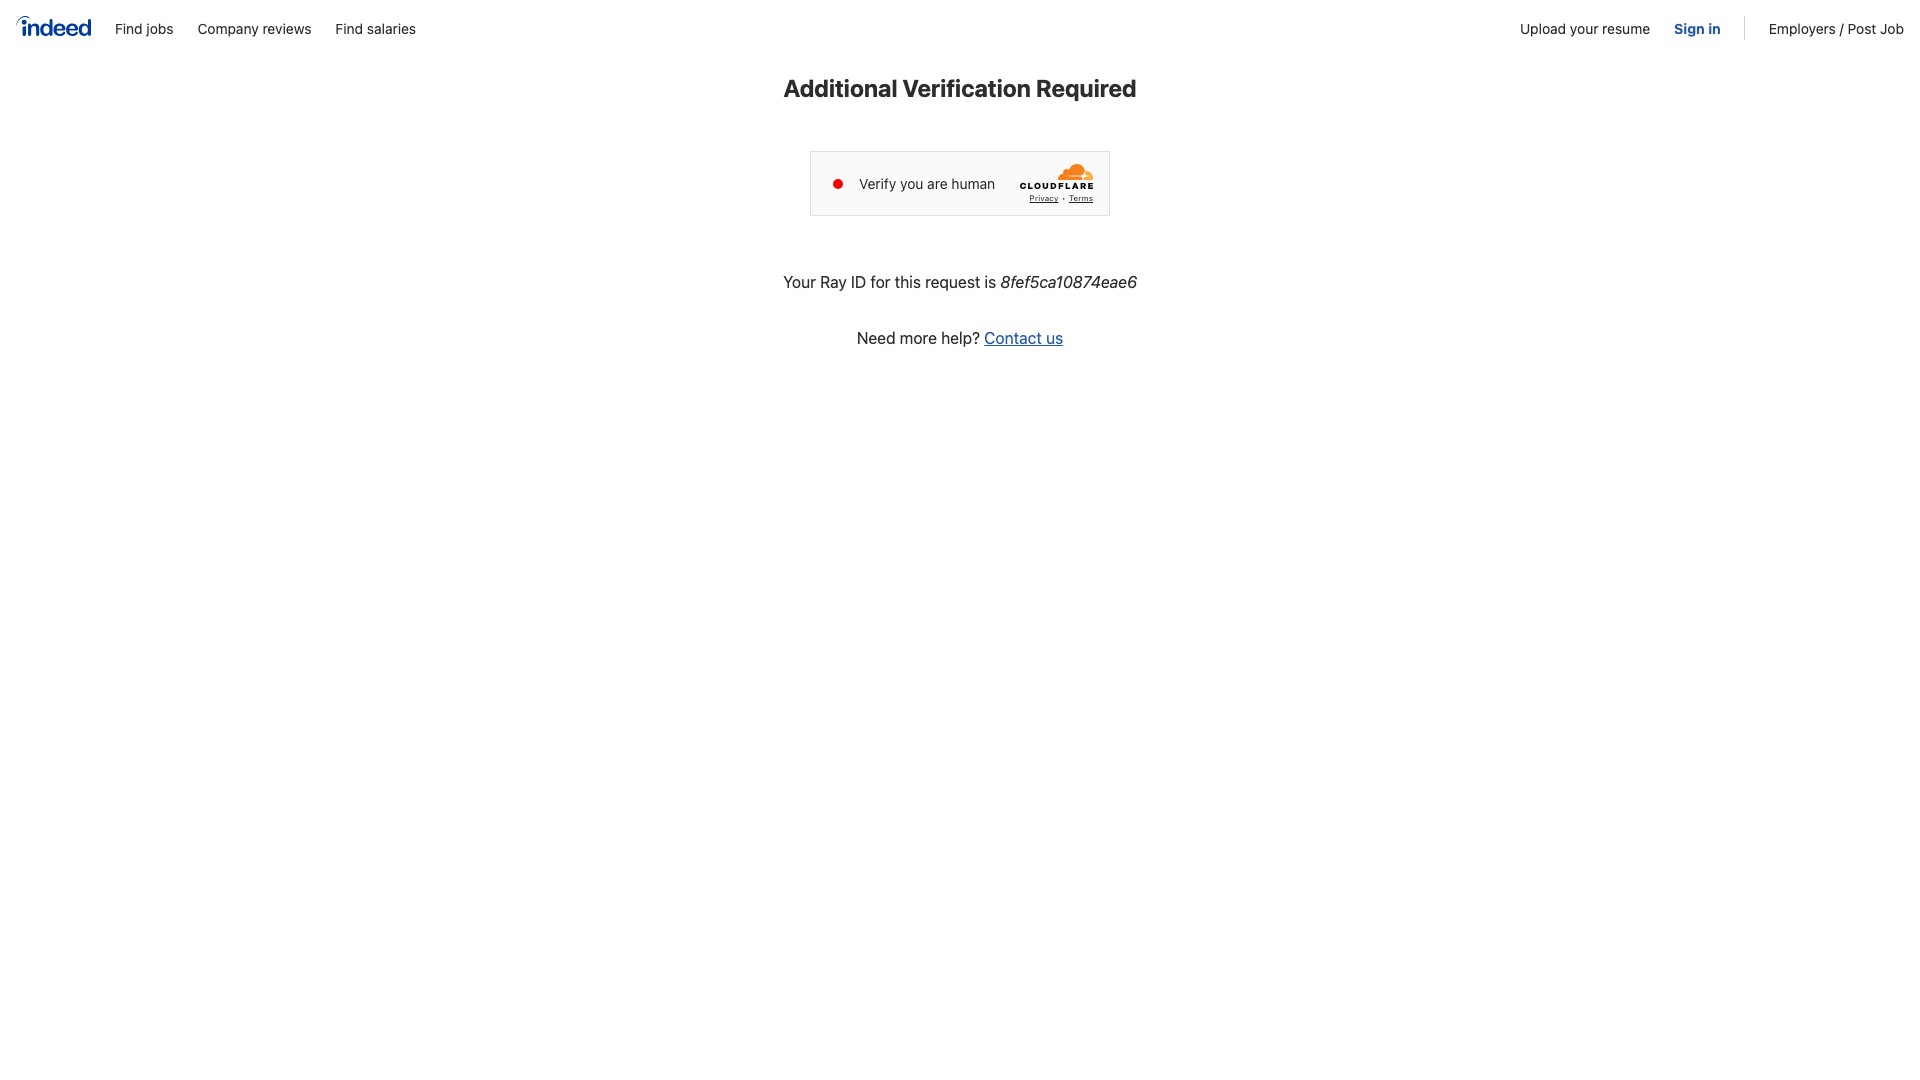 indeed
Find jobs
Company reviews
Find salaries
Upload your resume
Sign in
Employers / Post Job
Additional Verification Required
Verify you are human
CLOUDFLARE
Privacy • Terms
Your Ray ID for this request is 8fef5ca10874eae6
Need more help? Contact us